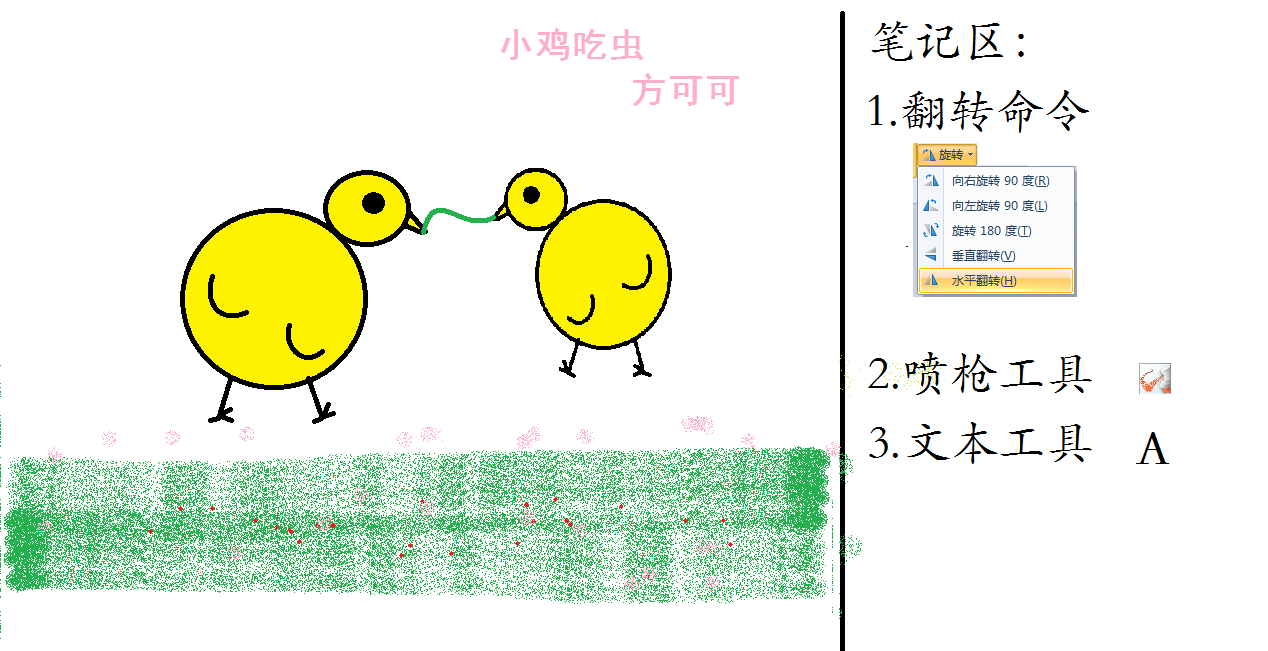 小鸡吃虫
方可可
笔记区：
1.翻转命令
旋转
向右旋转 90 度(R)
向左旋转 90 度(L)
旋转 180 度(T)
垂直翻转(V)
水平翻转(H)
2.喷枪工具
3.文本工具 A